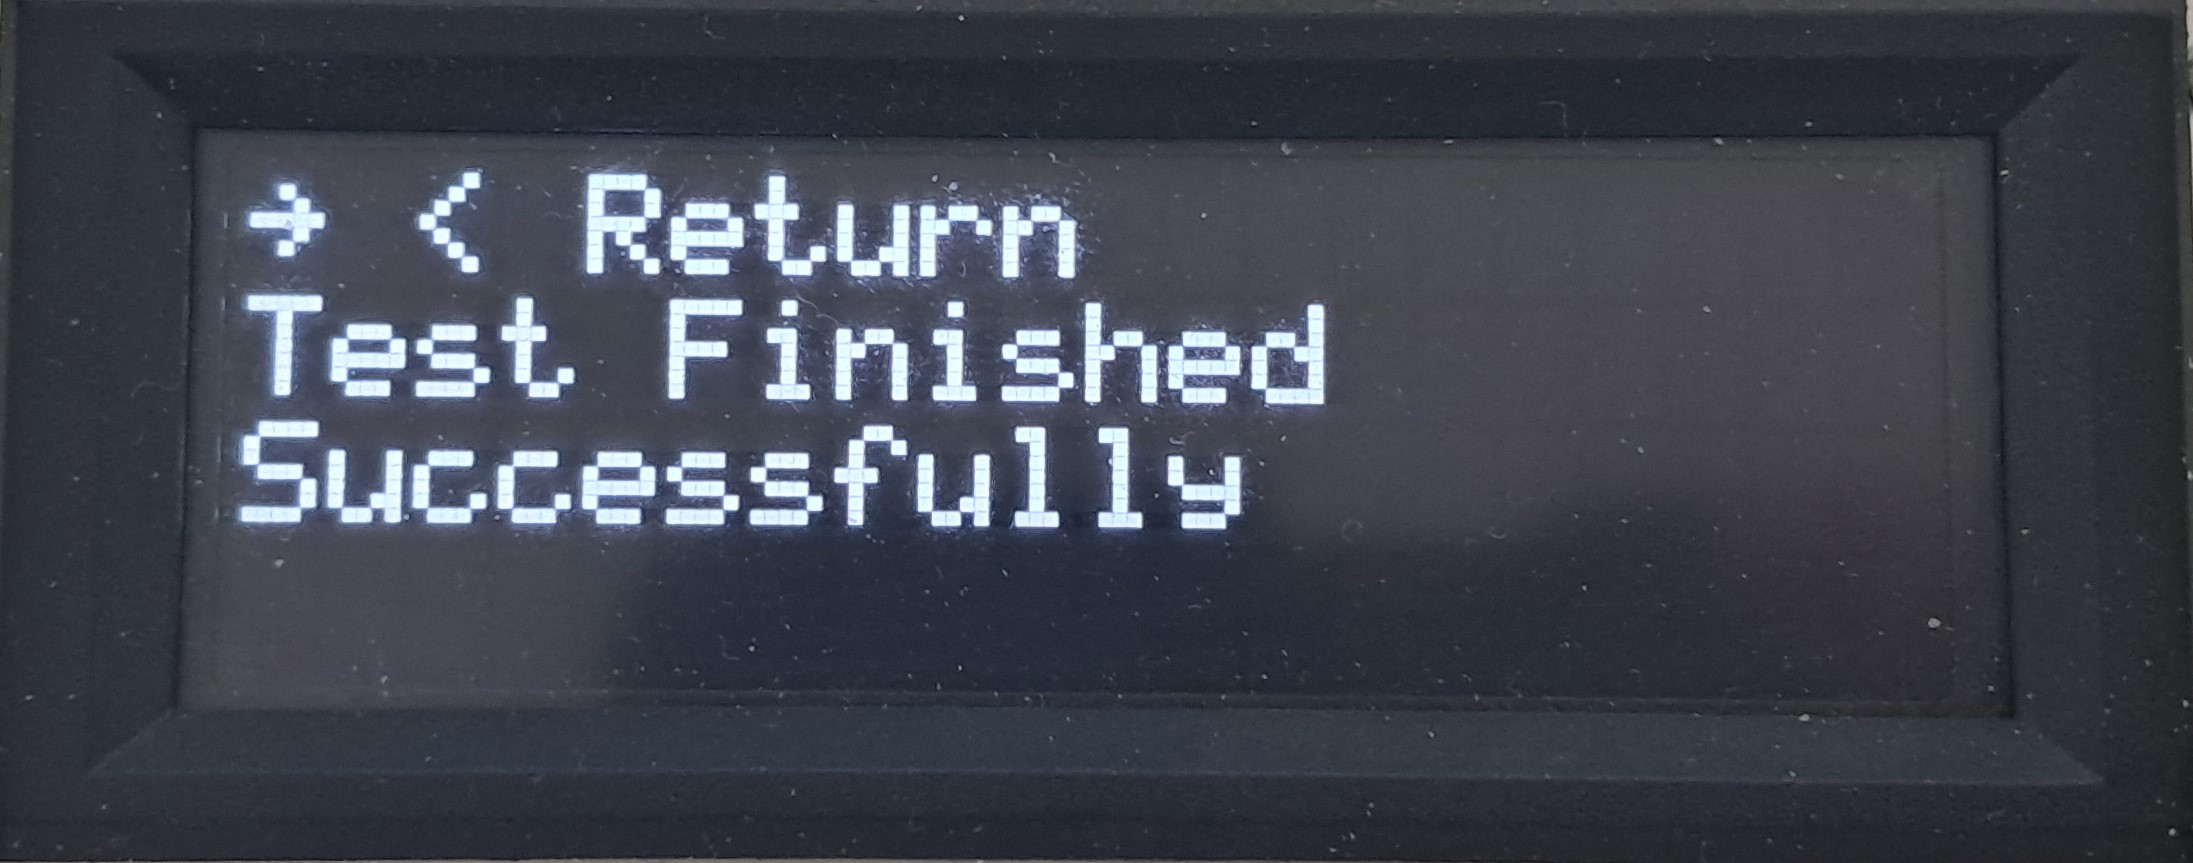 → < Return
Test Finished
Successfully